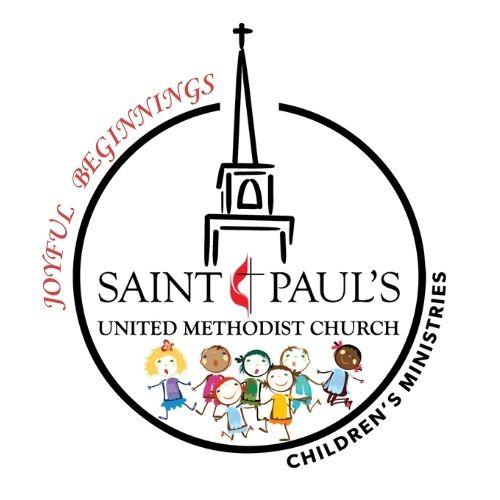 JOYFUL BEGINNINGS
SAINT PAUL'S
UNITED METHODIST CHURCH
CHILDREN'S MINISTRIES